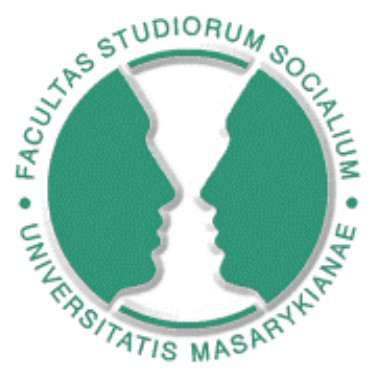 FACULTAS STUDIORUM SOCIALIUM
UNIVERSITATIS MASARYKIANAE